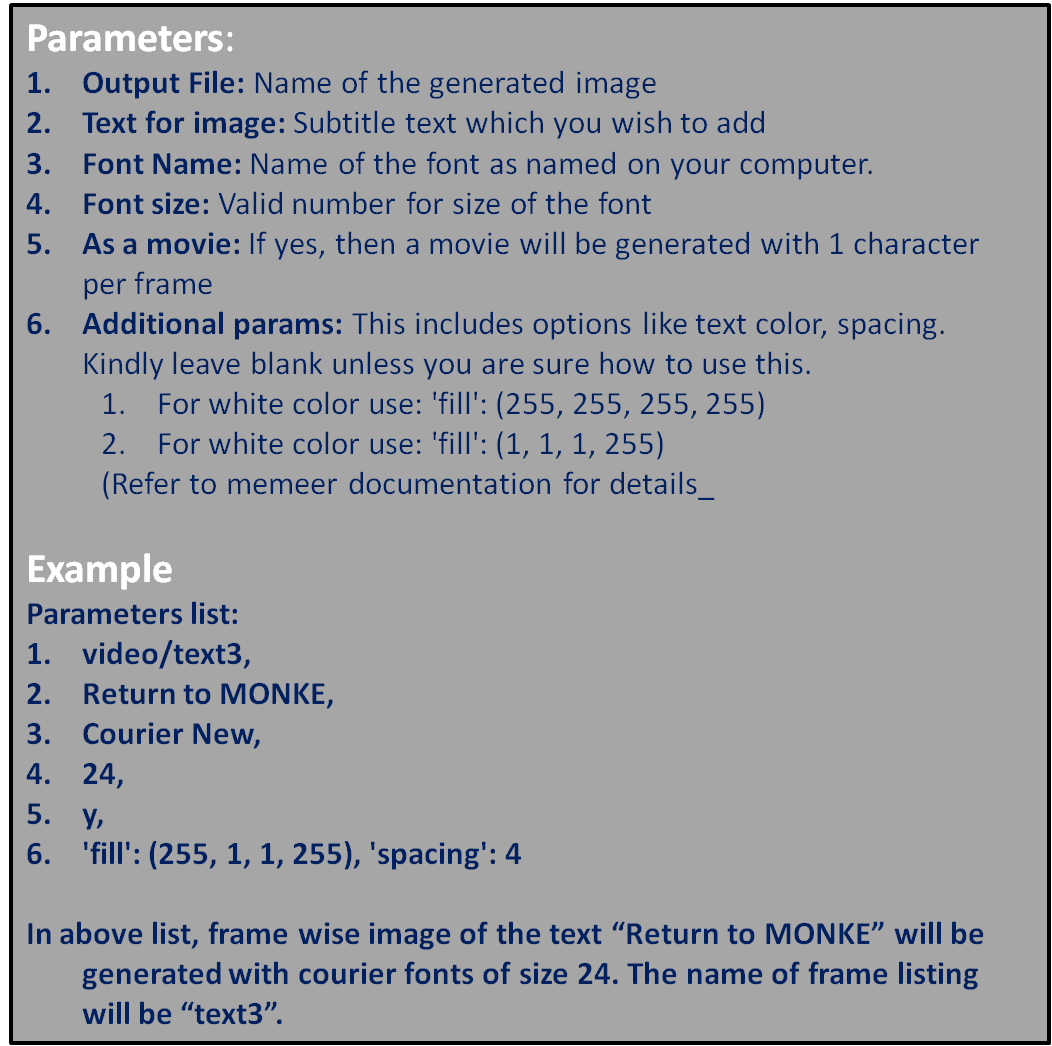 Parameters:
1. Output File: Name of the generated image
2. Text for image: Subtitle text which you wish to add
3. Font Name: Name of the font as named on your computer.
4. Font size: Valid number for size of the font
5. As a movie: If yes, then a movie will be generated with 1 character
per frame
6. Additional params: This includes options like text color, spacing.
Kindly leave blank unless you are sure how to use this.
1. For white color use: 'fill': (255, 255, 255, 255)
2. For white color use: 'fill': (1, 1, 1, 255)
(Refer to memeer documentation for details_
Example
Parameters list:
1. video/text3,
2. Return to MONKE,
3. Courier New,
4. 24,
5. y,
6. 'fill': (255, 1, 1, 255), 'spacing': 4
In above list, frame wise image of the text “Return to MONKE” will be
generated with courier fonts of size 24. The name of frame listing
will be “text3”.